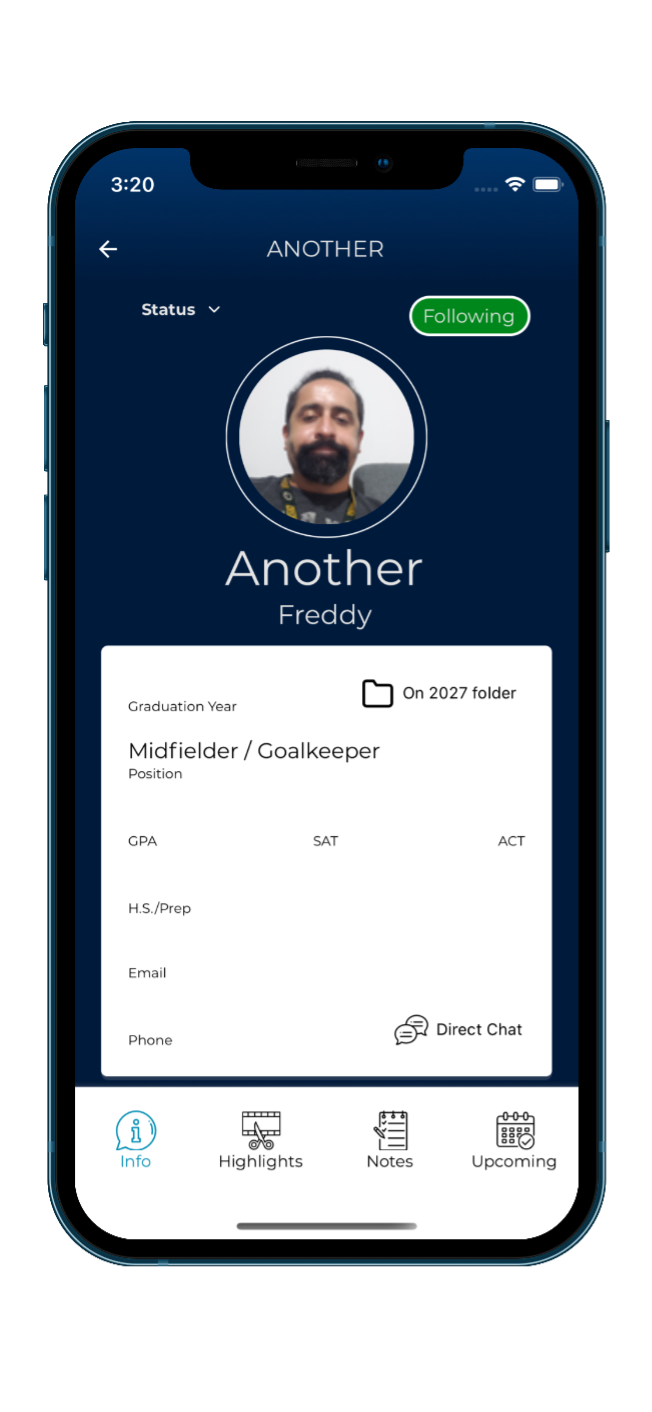 3:20
ANOTHER
Status
Following
Another
Freddy
On 2027 folder
Graduation Year
Midfielder / Goalkeeper
Position
GPA SAT ACT
H.S./Prep
Email
Direct Chat
Phone
Info Highlights Notes Upcoming